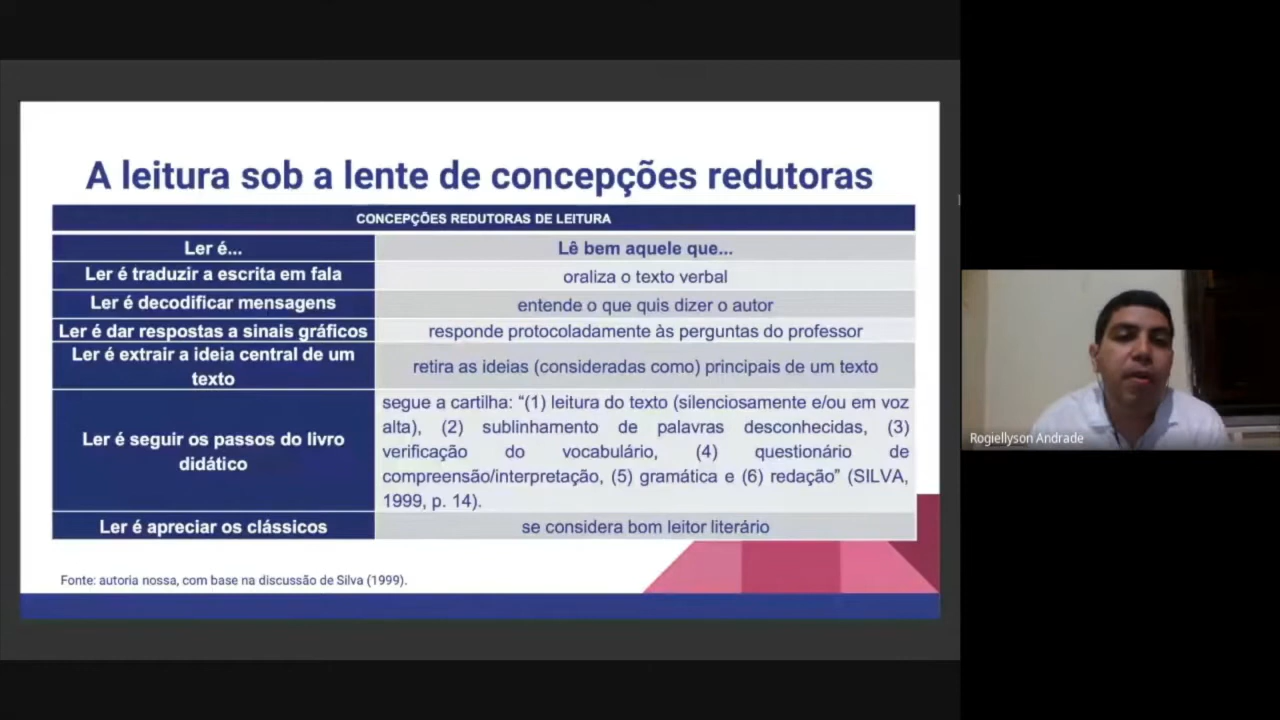 A leitura sob a lente de concepções redutoras
CONCEPÇÕES REDUTORAS DE LEITURA
Ler é...
Lê bem aquele que...
Ler é traduzir a escrita em fala
oraliza o texto verbal
Ler é decodificar mensagens
entende o que quis dizer o autor
Ler é dar respostas a sinais gráficos
responde protocoladamente às perguntas do professor
Ler é extrair a ideia central de um
texto
retira as ideias (consideradas como) principais de um texto
Ler é seguir os passos do livro
didático
segue a cartilha: “(1) leitura do texto (silenciosamente e/ou em voz
alta), (2) sublinhamento de palavras desconhecidas, (3)
verificação do vocabulário, (4) questionário de
compreensão/interpretação, (5) gramática e (6) redação” (SILVA,
1999, p. 14).
Ler é apreciar os clássicos
se considera bom leitor literário
Fonte: autoria nossa, com base na discussão de Silva (1999).
Rogiellyson Andrade